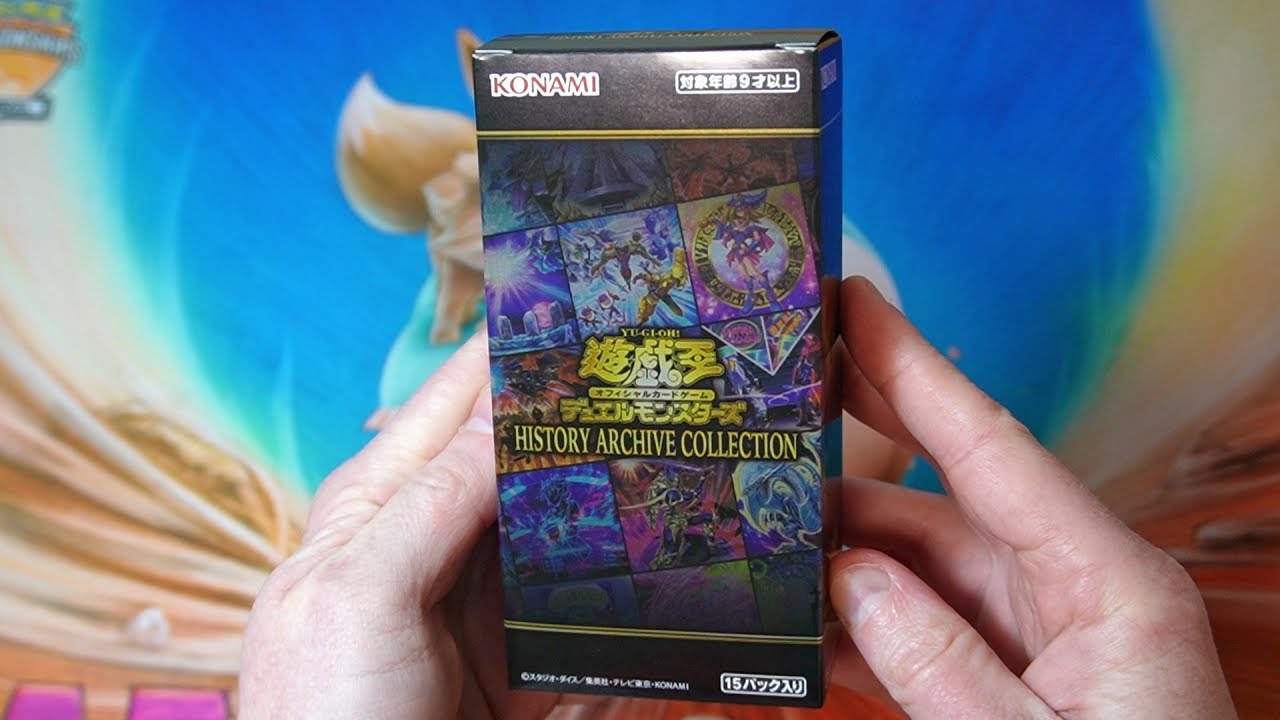 KONAMI
対象年齢9才以上
YU-GI-OH!
遊戯王
オフィシャルカードゲーム
デュエルモンスターズ
HISTORY ARCHIVE COLLECTION
©スタジオ・ダイス/集英社・テレビ東京・KONAMI
15パック入り